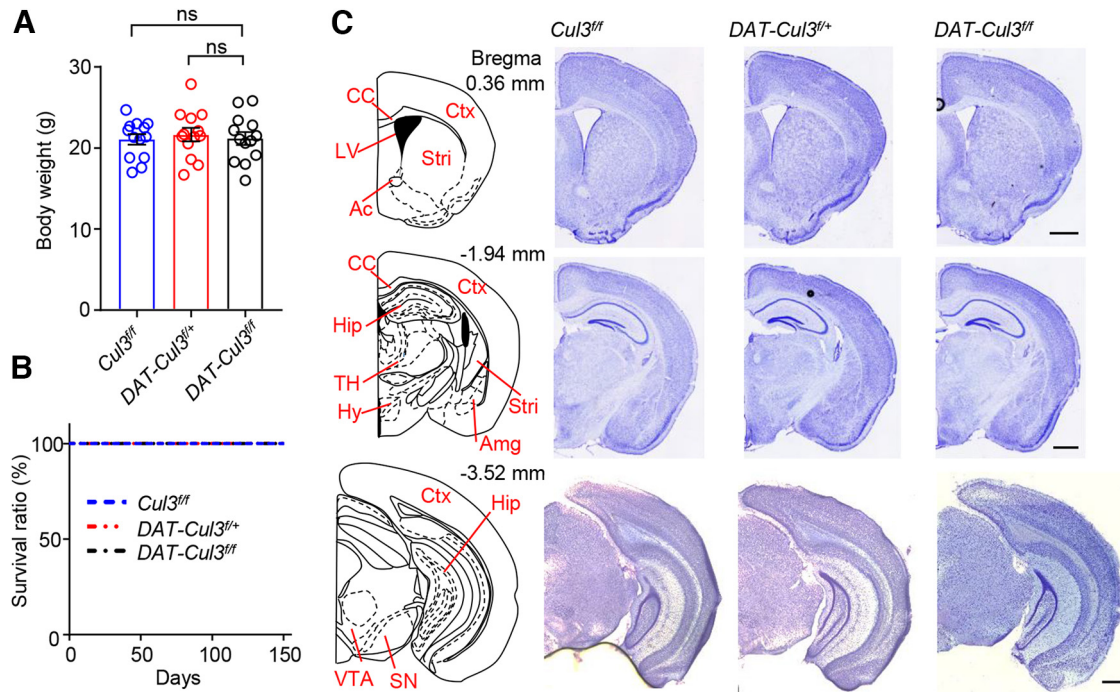 A
ns
ns
Body weight (g)
30
20
10
0
Cul3f/f
DAT-Cul3f/+
DAT-Cul3f/f
B
Survival ratio (%)
100
50
0
Cul3f/f
DAT-Cul3f/+
DAT-Cul3f/f
0 50 100 150
Days
C
Cul3f/f DAT-Cul3f/+ DAT-Cul3f/f
Bregma
0.36 mm
CC
Ctx
LV
Stri
Ac
-1.94 mm
CC
Ctx
Hip
TH
Hy
Stri
Amg
-3.52 mm
Ctx
Hip
VTA
SN